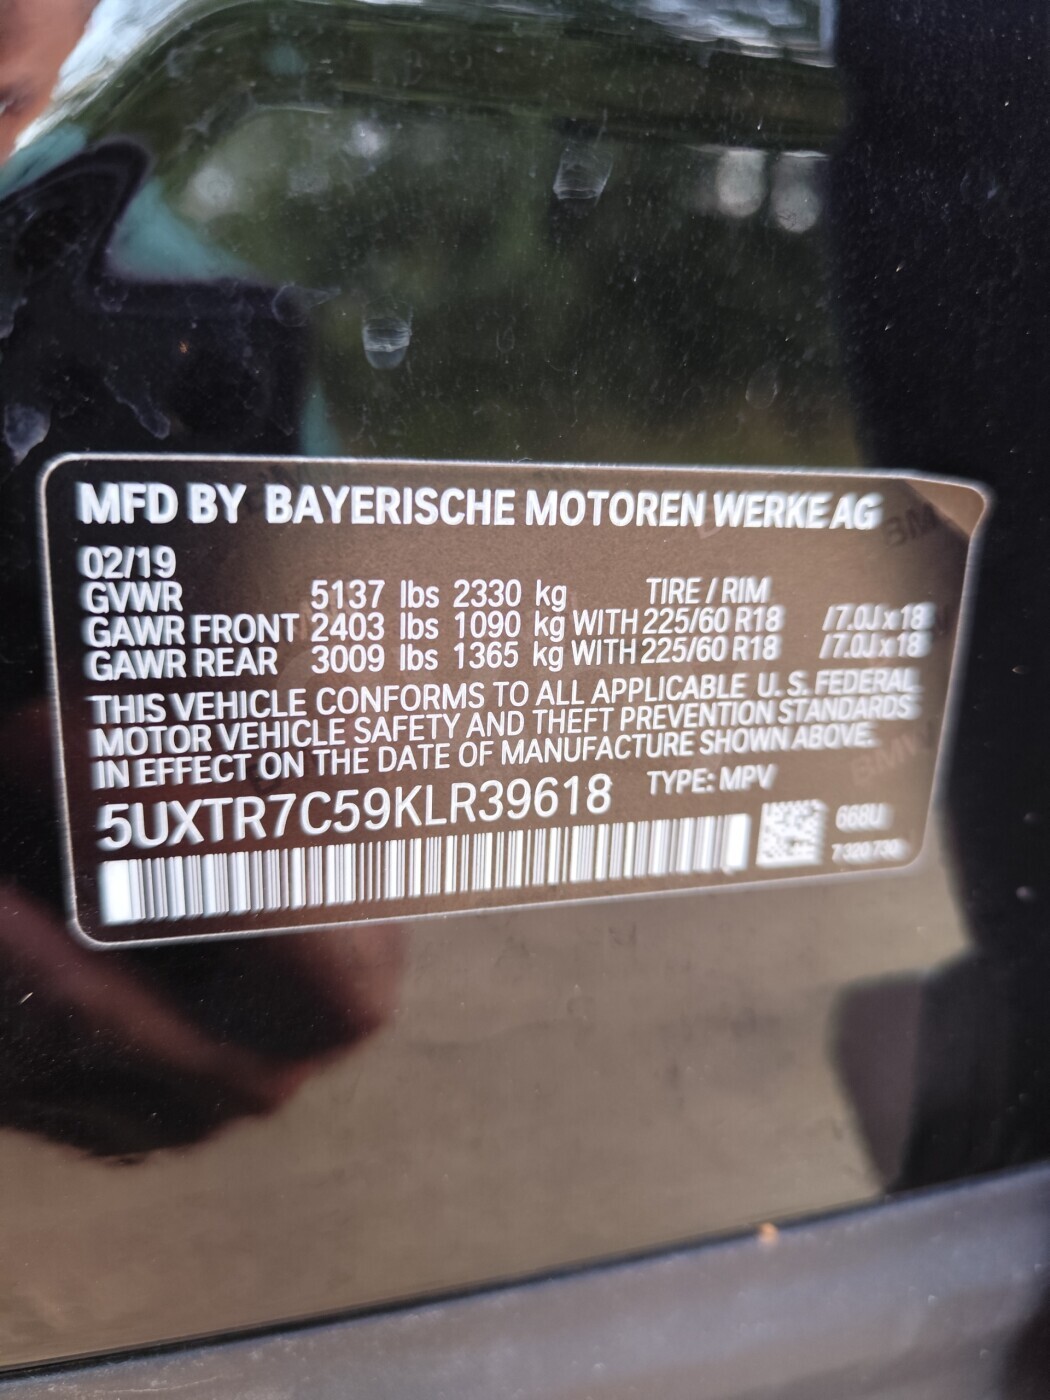 MFD BY BAYERISCHE MOTOREN WERKE AG
02/19
GVWR 5137 lbs 2330 kg TIRE / RIM
GAWR FRONT 2403 lbs 1090 kg WITH 225/60 R18 /7.0J x 18
GAWR REAR 3009 lbs 1365 kg WITH 225/60 R18 /7.0J x 18
THIS VEHICLE CONFORMS TO ALL APPLICABLE U. S. FEDERAL
MOTOR VEHICLE SAFETY AND THEFT PREVENTION STANDARDS
IN EFFECT ON THE DATE OF MANUFACTURE SHOWN ABOVE.
5UXTR7C59KLR39618 TYPE: MPV
668U